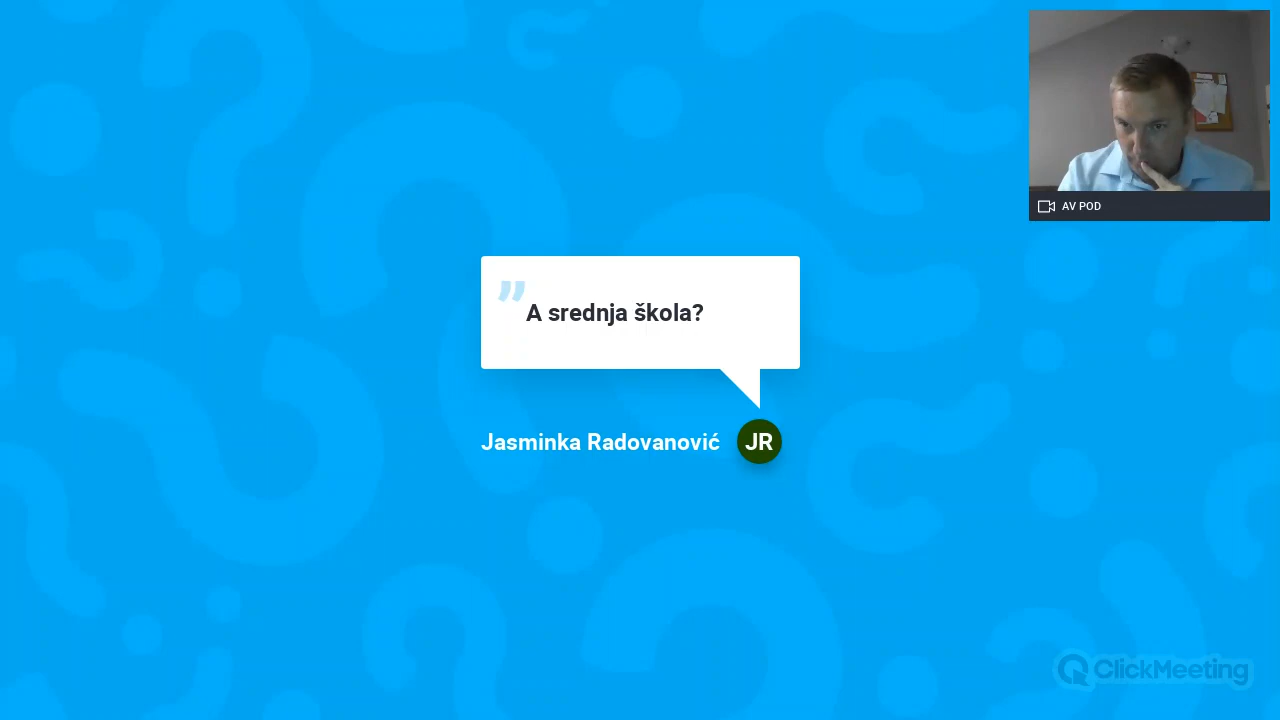 AV POD
A srednja škola?
Jasminka Radovanović
JR
ClickMeeting